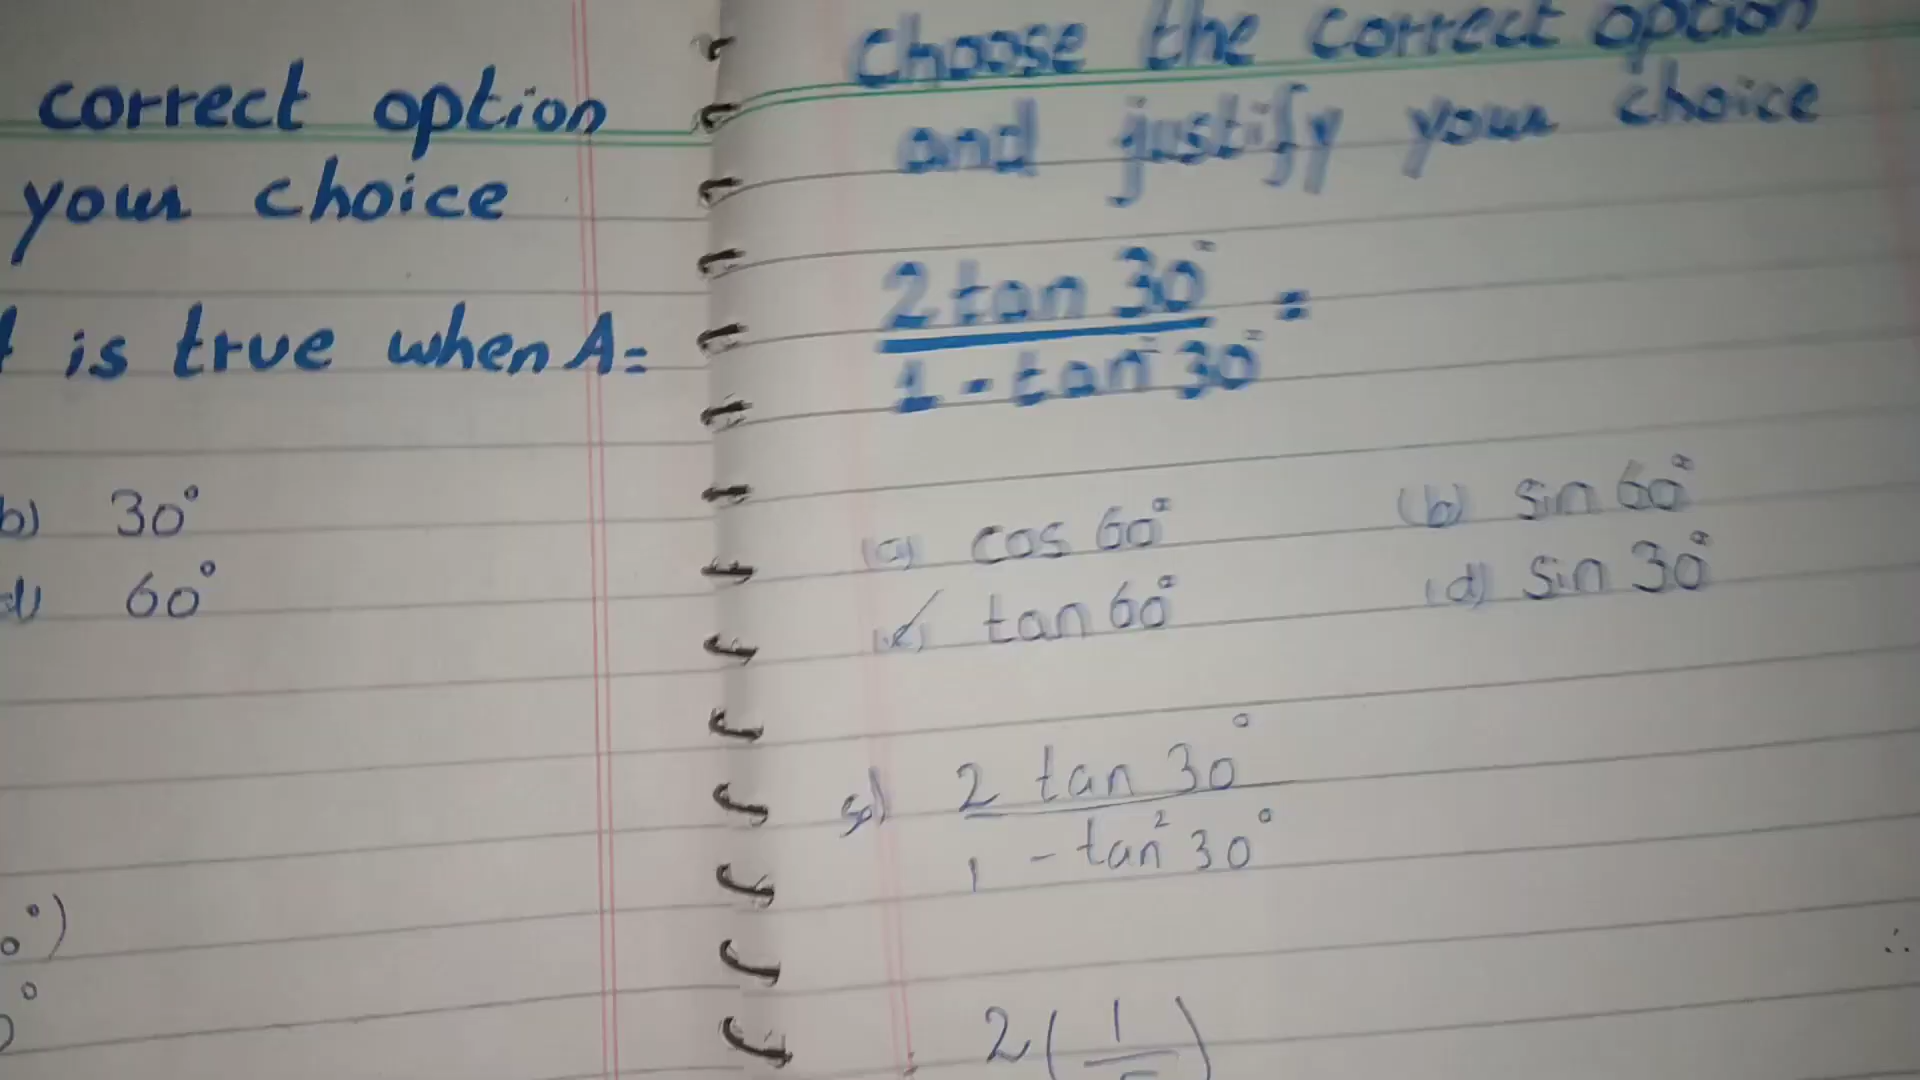 correct option
your choice
is true when A=
b) 30°
d) 60°
°)
°
Choose the correct option
and justify your choice
2 tan 30° =
1 - tan² 30°
(a) cos 60°
(b) sin 60°
(c) tan 60°
(d) sin 30°
sol) 2 tan 30°
1 - tan² 30°
∴
2 ( 1 )